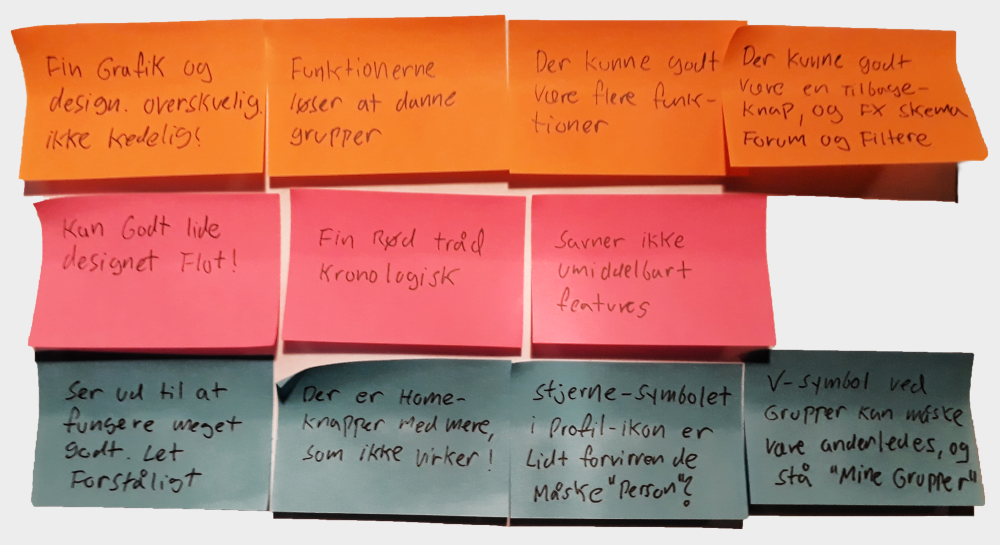 Fin Grafik og
design. overskuelig.
ikke kedelig!
Funktionerne
løser at danne
grupper
Der kunne godt
være flere funk-
tioner
Der kunne godt
være en tilbage-
knap, og FX skema
Forum og Filtere
Kan Godt lide
designet Flot!
Fin Rød tråd
Kronologisk
Savner ikke
umiddelbart
features
Ser ud til at
fungere meget
godt. Let
Forståligt
Der er Home-
knapper med mere,
som ikke virker!
stjerne-symbolet
i Profil-ikon er
Lidt forvirrende
Måske "Person"?
V-symbol ved
Grupper kan måske
være anderledes, og
stå "Mine Grupper"